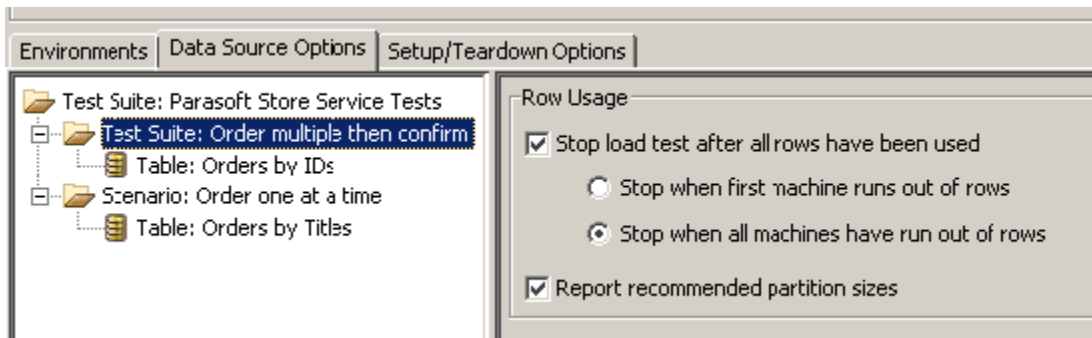 Environments
Data Source Options
Setup/Teardown Options
Test Suite: Parasoft Store Service Tests
Test Suite: Order multiple then confirm
Table: Orders by IDs
Scenario: Order one at a time
Table: Orders by Titles
Row Usage
Stop load test after all rows have been used
Stop when first machine runs out of rows
Stop when all machines have run out of rows
Report recommended partition sizes